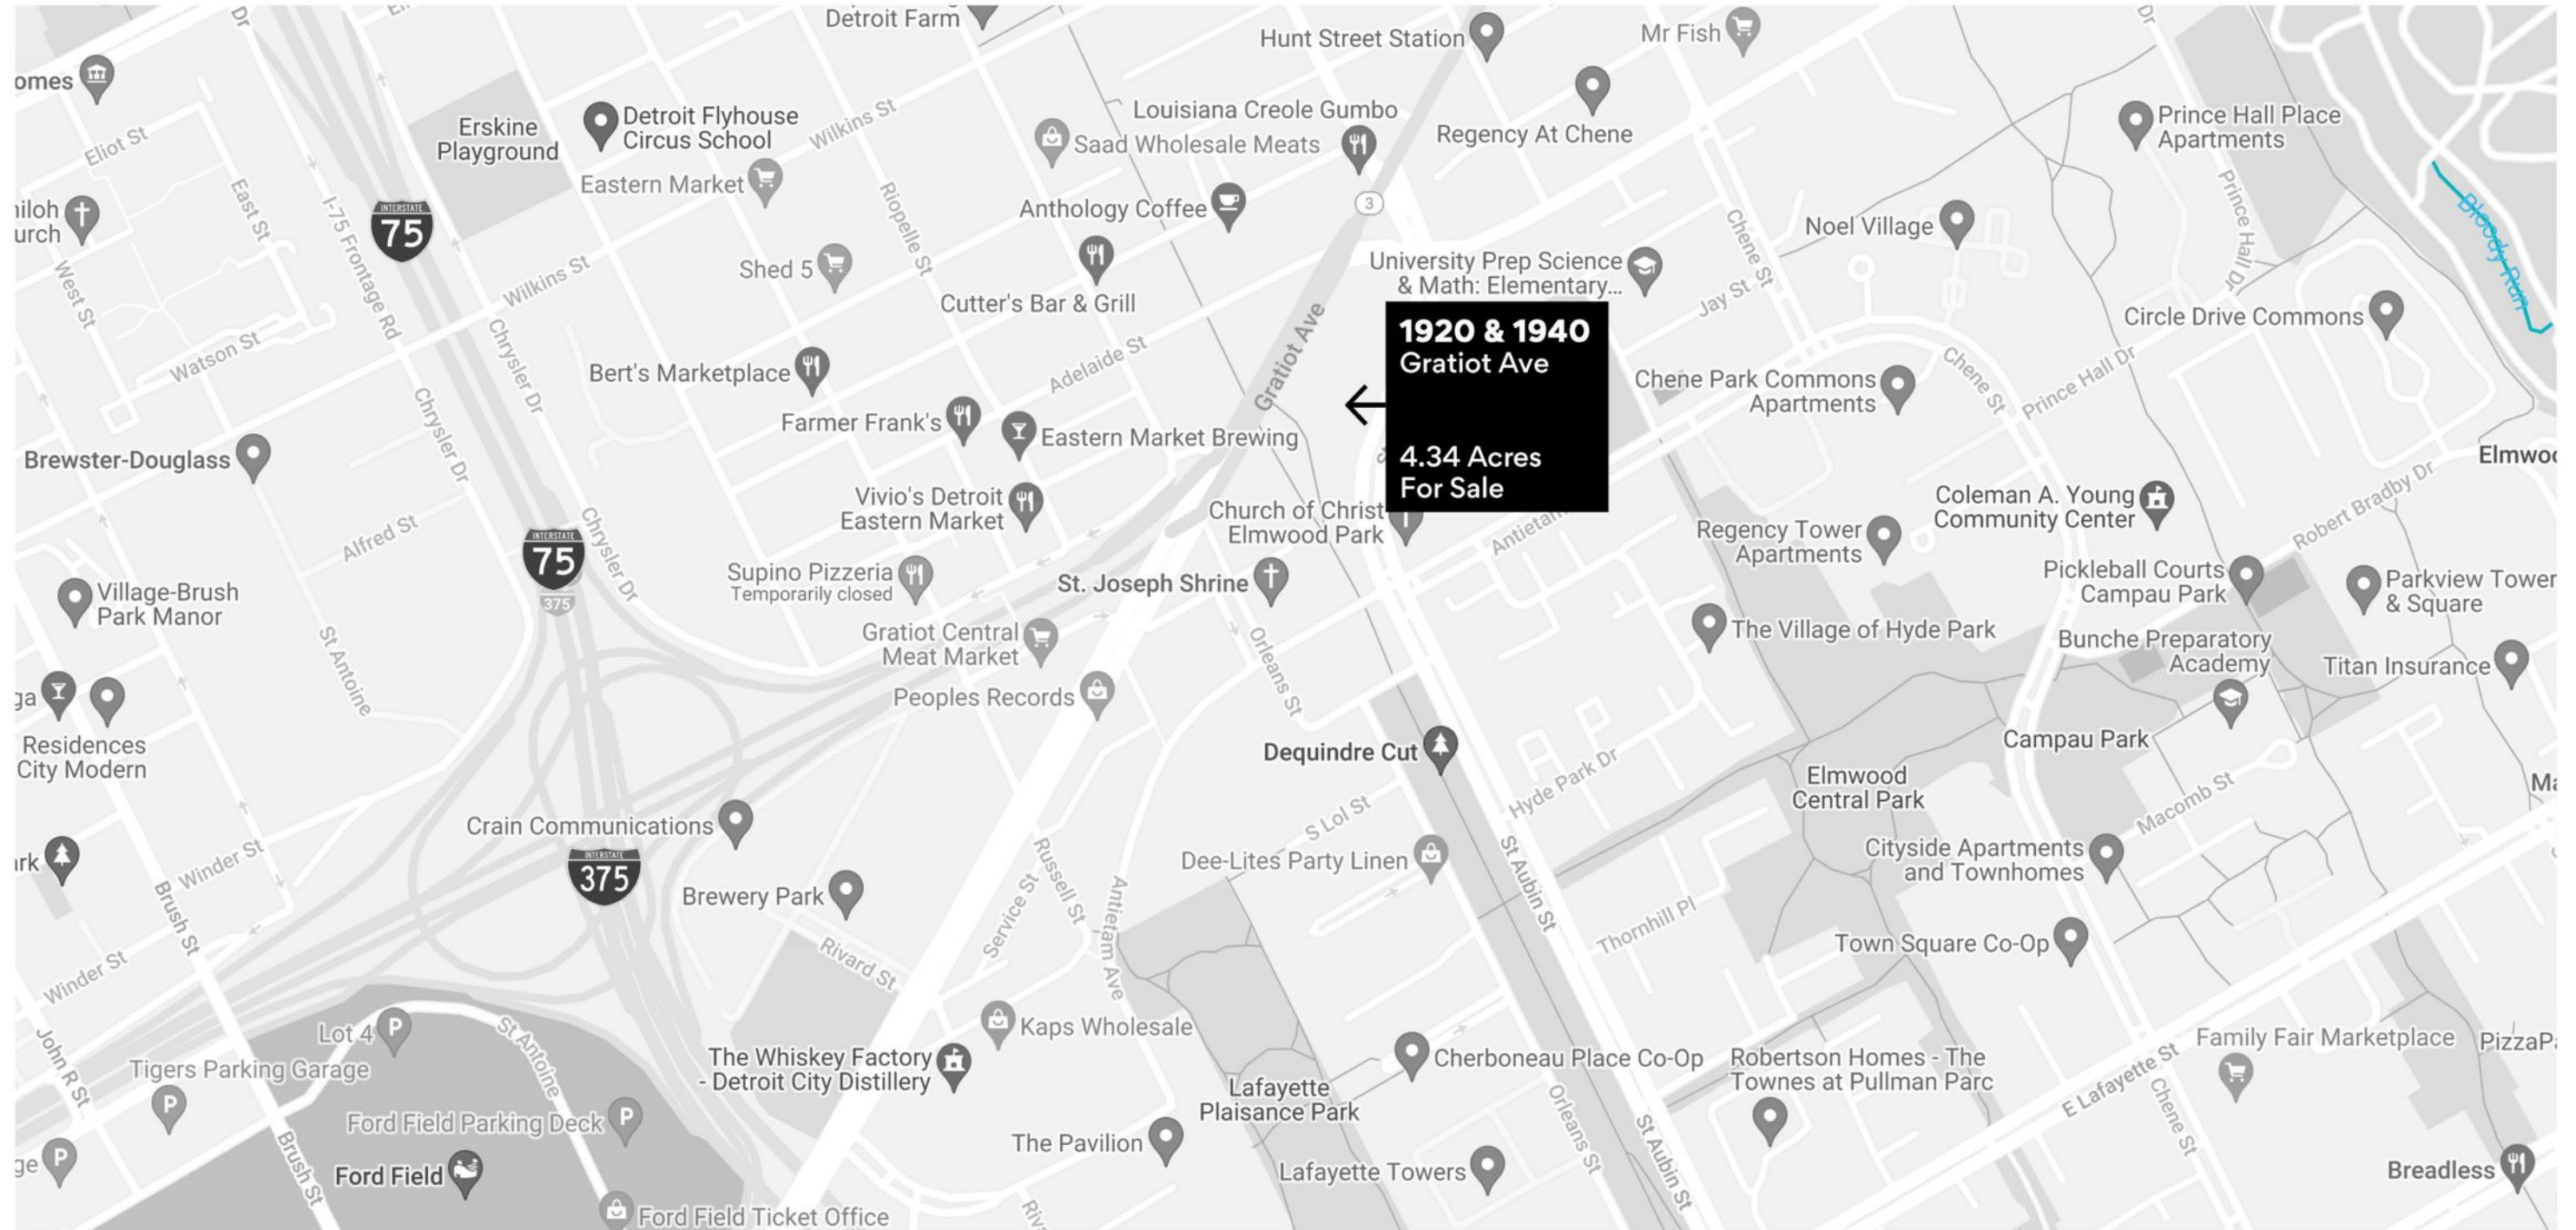 Dr
Detroit Farm
Hunt Street Station
Mr Fish
Dr
omes
Eliot St
Erskine
Playground
Detroit Flyhouse
Circus School
Wilkins St
Louisiana Creole Gumbo
Saad Wholesale Meats
Regency At Chene
Prince Hall Place
Apartments
Eastern Market
Riopelle St
Anthology Coffee
3
hiloh
urch
East St
I-75 Frontage Rd
INTERSTATE
75
Chene St
Noel Village
Prince Hall Dr
Bloody Run
West St
Wilkins St
Shed 5
Cutter's Bar & Grill
University Prep Science
& Math: Elementary...
Jay St
Circle Drive Commons
Watson St
Chrysler Dr
Bert's Marketplace
Adelaide St
Gratiot Ave
1920 & 1940
Gratiot Ave
4.34 Acres
For Sale
Chene Park Commons
Apartments
Chene St
Prince Hall Dr
Chrysler Dr
Farmer Frank's
Eastern Market Brewing
Brewster-Douglass
Elmwoo
Vivio's Detroit
Eastern Market
Church of Christ
Elmwood Park
Antietam
Coleman A. Young
Community Center
Robert Bradby Dr
Alfred St
INTERSTATE
75
375
Chrysler Dr
Regency Tower
Apartments
Supino Pizzeria
Temporarily closed
St. Joseph Shrine
Pickleball Courts
Campau Park
Parkview Tower
& Square
Village-Brush
Park Manor
St Antoine
Gratiot Central
Meat Market
Orleans St
The Village of Hyde Park
Bunche Preparatory
Academy
Titan Insurance
ga
Peoples Records
Residences
City Modern
Dequindre Cut
Campau Park
Hyde Park Dr
Elmwood
Central Park
Ma
Macomb St
Crain Communications
S Lol St
INTERSTATE
375
Winder St
rk
Brush St
Brewery Park
Service St
Russell St
Antietam Ave
Dee-Lites Party Linen
St Aubin St
Cityside Apartments
and Townhomes
Thornhill Pl
Town Square Co-Op
Winder St
Rivard St
John R St
Lot 4
P
St Antoine
Kaps Wholesale
Family Fair Marketplace
PizzaPa
Tigers Parking Garage
P
The Whiskey Factory
- Detroit City Distillery
Cherboneau Place Co-Op
Robertson Homes - The
Townes at Pullman Parc
E Lafayette St
Lafayette
Plaisance Park
Orleans St
Chene St
Ford Field Parking Deck
P
The Pavilion
St Aubin St
ge
P
Brush St
Ford Field
Lafayette Towers
Breadless
Ford Field Ticket Office
Riva